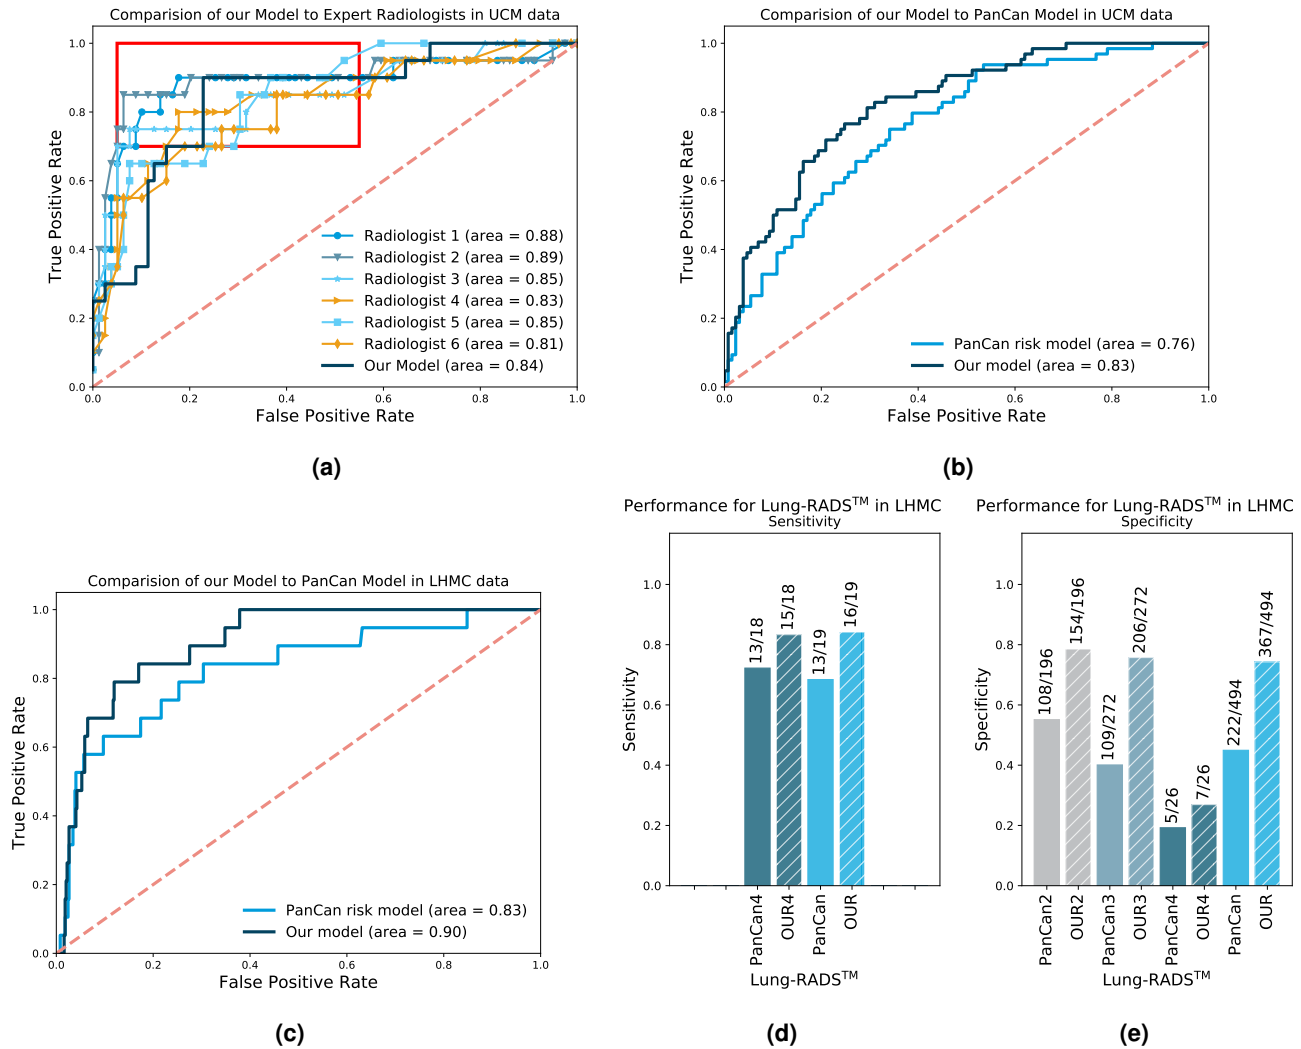 Comparision of our Model to Expert Radiologists in UCM data
1.0
0.8
0.6
0.4
0.2
0.0
True Positive Rate
Radiologist 1 (area = 0.88)
Radiologist 2 (area = 0.89)
Radiologist 3 (area = 0.85)
Radiologist 4 (area = 0.83)
Radiologist 5 (area = 0.85)
Radiologist 6 (area = 0.81)
Our Model (area = 0.84)
0.0 0.2 0.4 0.6 0.8 1.0
False Positive Rate
(a)
Comparision of our Model to PanCan Model in UCM data
1.0
0.8
0.6
0.4
0.2
0.0
True Positive Rate
PanCan risk model (area = 0.76)
Our model (area = 0.83)
0.0 0.2 0.4 0.6 0.8 1.0
False Positive Rate
(b)
Comparision of our Model to PanCan Model in LHMC data
1.0
0.8
0.6
0.4
0.2
0.0
True Positive Rate
PanCan risk model (area = 0.83)
Our model (area = 0.90)
0.0 0.2 0.4 0.6 0.8 1.0
False Positive Rate
(c)
Performance for Lung-RADS™ in LHMC
Sensitivity
1.0
0.8
0.6
0.4
0.2
0.0
Sensitivity
13/18
15/18
13/19
16/19
PanCan4
OUR4
PanCan
OUR
Lung-RADS™
(d)
Performance for Lung-RADS™ in LHMC
Specificity
1.0
0.8
0.6
0.4
0.2
0.0
Specificity
108/196
154/196
109/272
206/272
5/26
7/26
222/494
367/494
PanCan2
OUR2
PanCan3
OUR3
PanCan4
OUR4
PanCan
OUR
Lung-RADS™
(e)